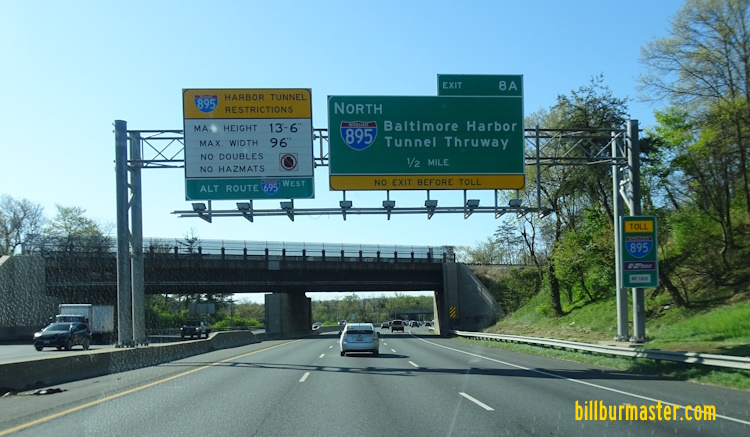 895 HARBOR TUNNEL
RESTRICTIONS
MAX. HEIGHT 13'-6"
MAX. WIDTH 96"
NO DOUBLES
NO HAZMATS
ALT ROUTE 695 WEST
EXIT 8A
NORTH
INTERSTATE
895
Baltimore Harbor
Tunnel Thruway
1/2 MILE
NO EXIT BEFORE TOLL
TOLL
895
E-ZPass
billburmaster.com